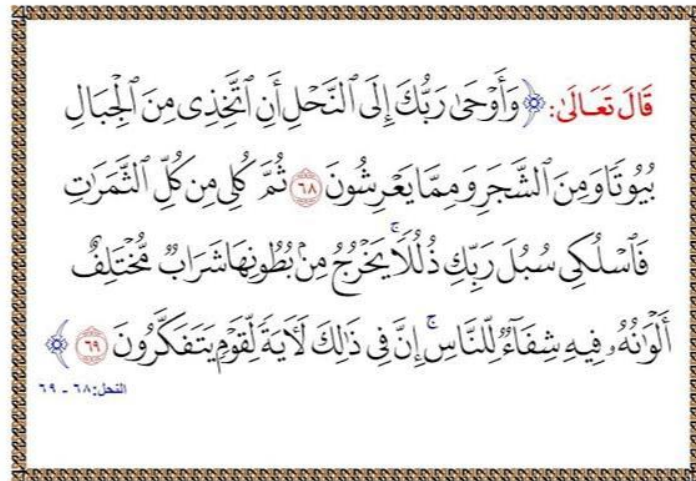 قَالَ تَعَالَىٰ: ﴿ وَأَوْحَىٰ رَبُّكَ إِلَى ٱلنَّحْلِ أَنِ ٱتَّخِذِى مِنَ ٱلْجِبَالِ
بُيُوتًا وَمِنَ ٱلشَّجَرِ وَمِمَّا يَعْرِشُونَ ٦٨ ثُمَّ كُلِى مِن كُلِّ ٱلثَّمَرَٰتِ
فَٱسْلُكِى سُبُلَ رَبِّكِ ذُلُلًا ۚ يَخْرُجُ مِنۢ بُطُونِهَا شَرَابٌ مُّخْتَلِفٌ
أَلْوَٰنُهُۥ فِيهِ شِفَآءٌ لِّلنَّاسِ ۚ إِنَّ فِى ذَٰلِكَ لَءَايَةً لِّقَوْمٍ يَتَفَكَّرُونَ ٦٩ ﴾
النحل: ٦٨ - ٦٩